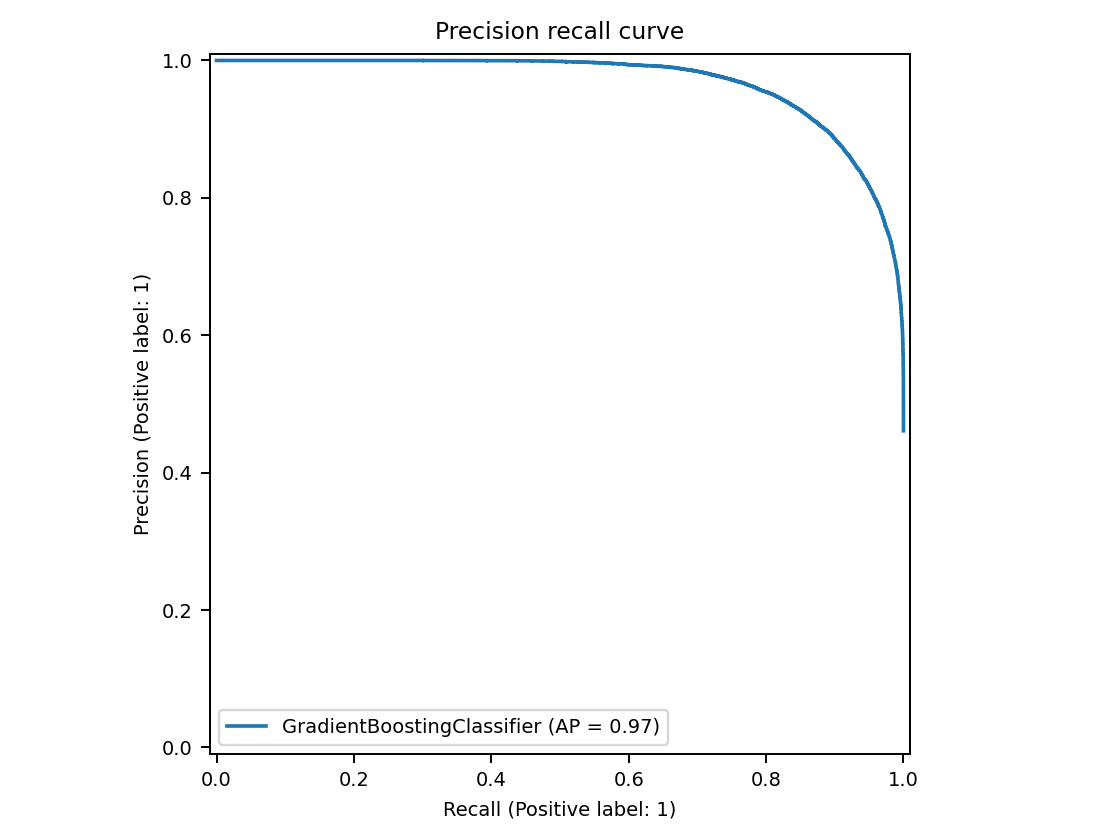 Precision recall curve
1.0
0.8
0.6
0.4
0.2
0.0
Precision (Positive label: 1)
GradientBoostingClassifier (AP = 0.97)
0.0 0.2 0.4 0.6 0.8 1.0
Recall (Positive label: 1)